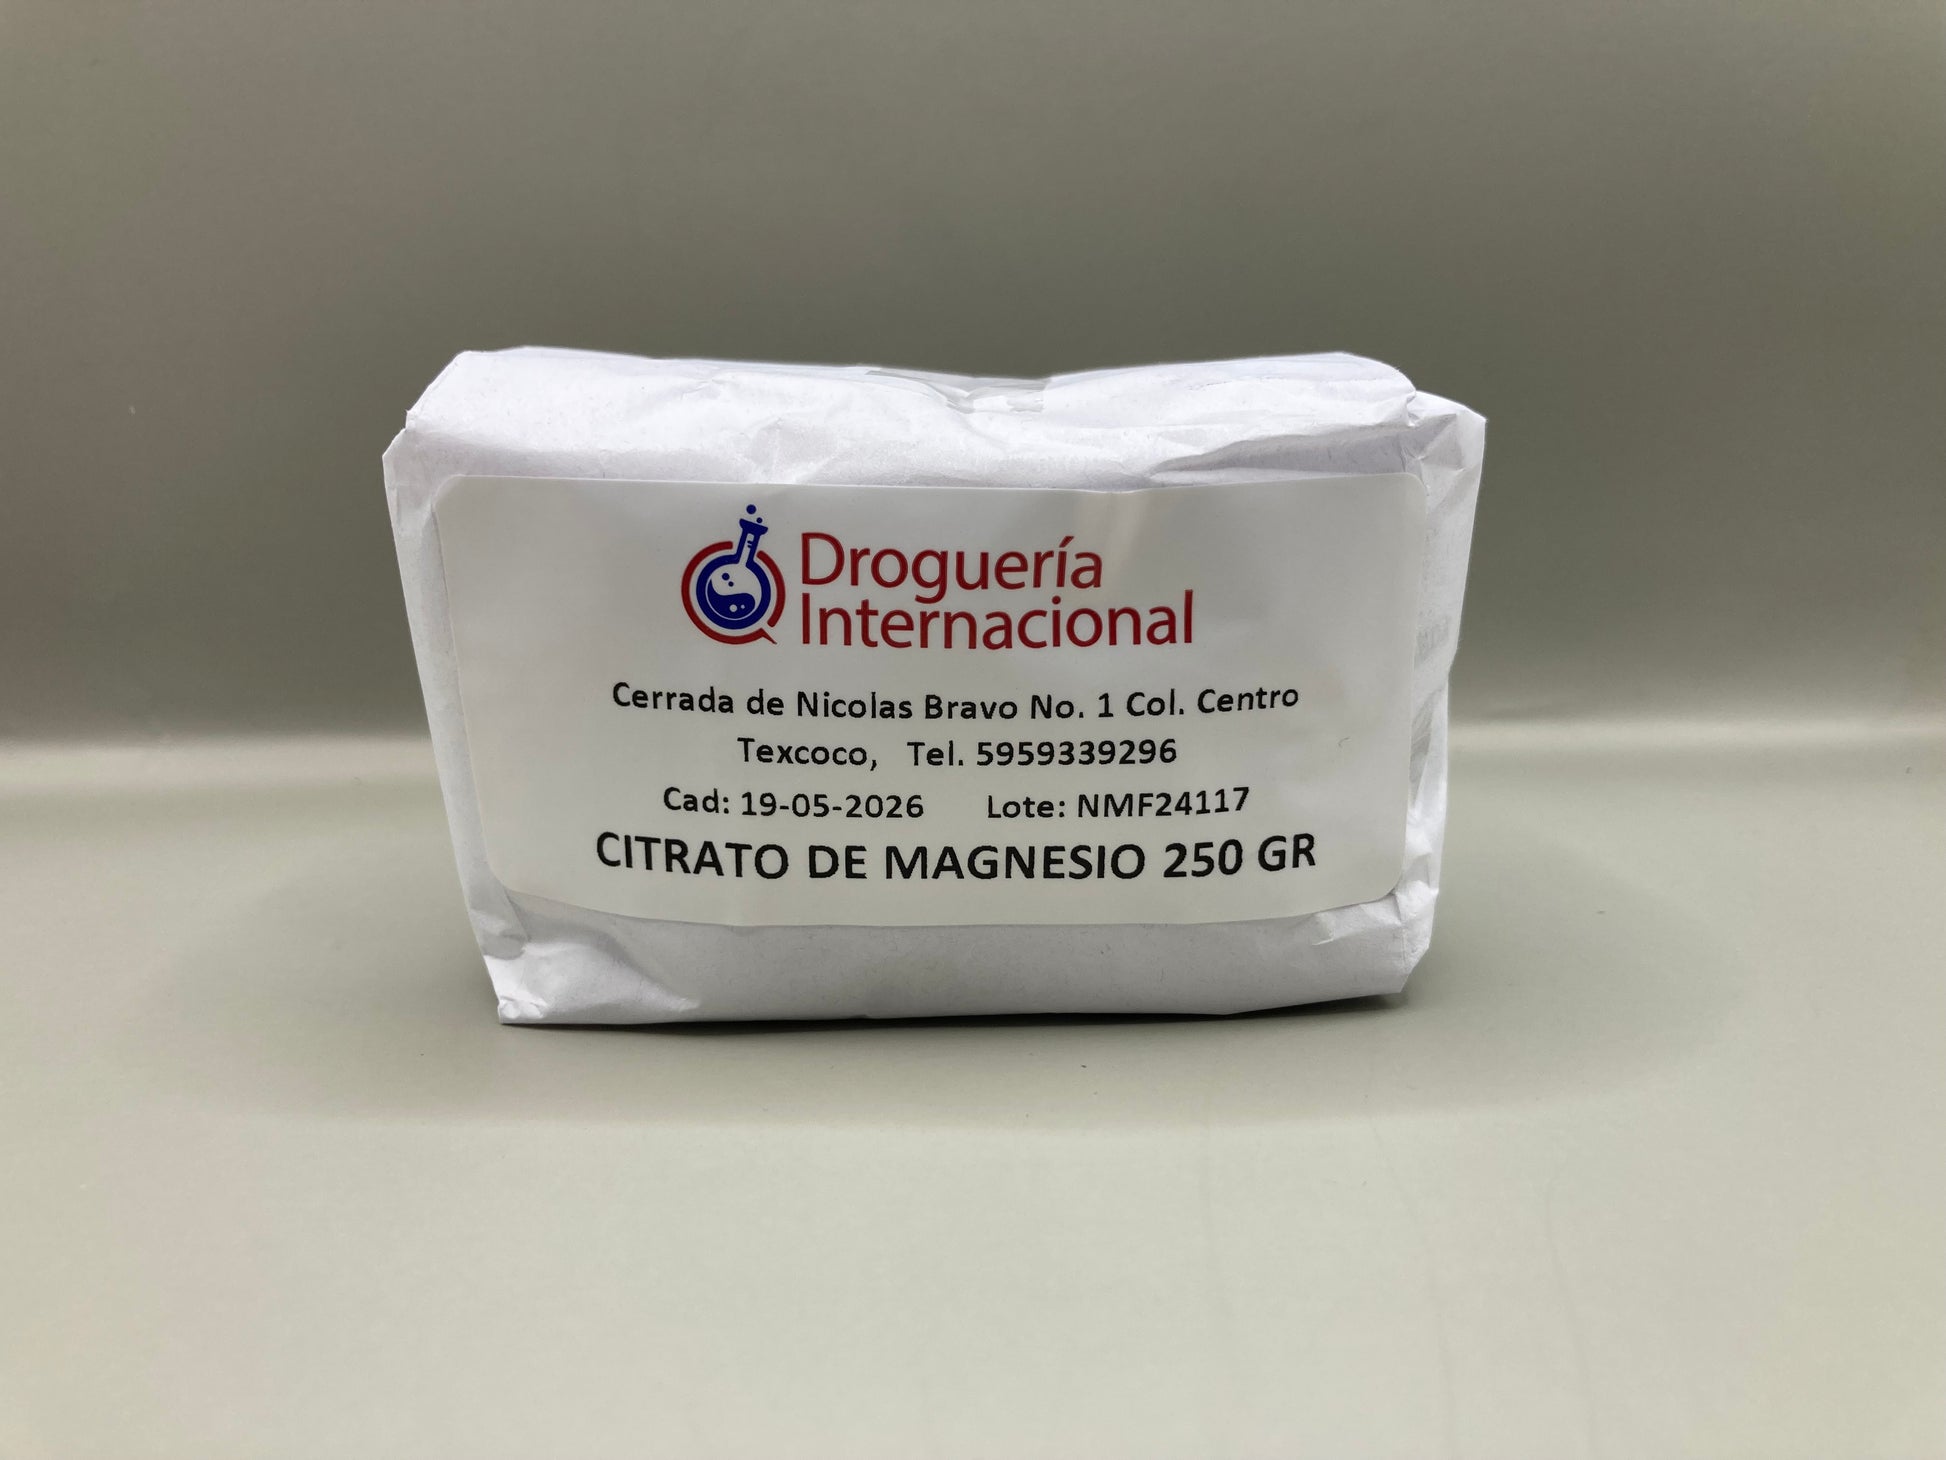 Droguería
Internacional
Cerrada de Nicolas Bravo No. 1 Col. Centro
Texcoco, Tel. 5959339296
Cad: 19-05-2026 Lote: NMF24117
CITRATO DE MAGNESIO 250 GR